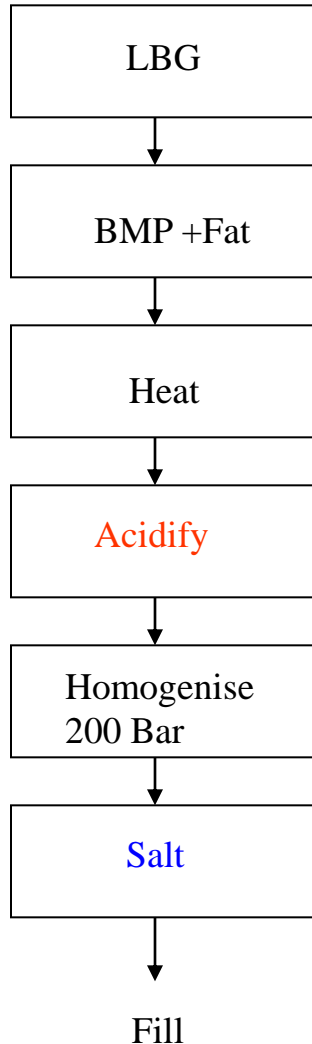 LBG
BMP +Fat
Heat
Acidify
Homogenise
200 Bar
Salt
Fill